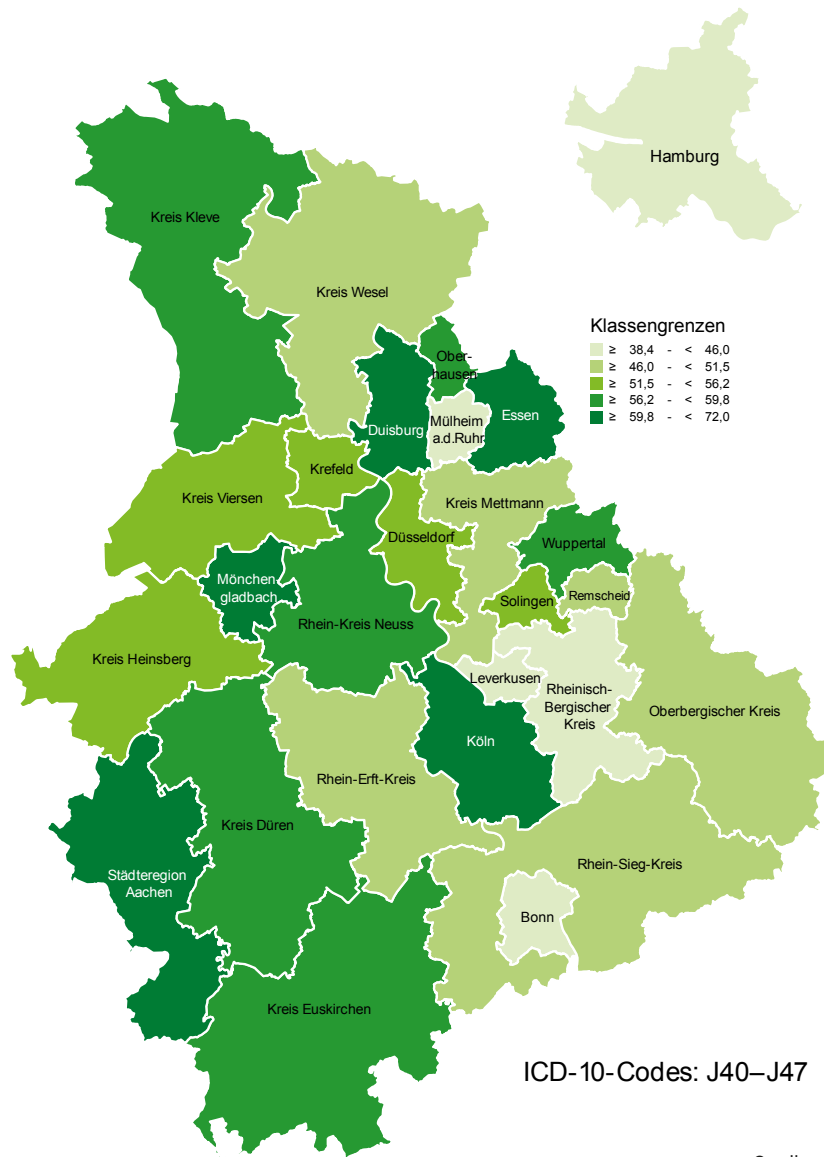 Hamburg
Kreis Kleve
Kreis Wesel
Klassengrenzen
≥ 38,4 - < 46,0
≥ 46,0 - < 51,5
≥ 51,5 - < 56,2
≥ 56,2 - < 59,8
≥ 59,8 - < 72,0
Ober-
hausen
Essen
Mülheim
a.d.Ruhr
Duisburg
Krefeld
Kreis Viersen
Kreis Mettmann
Düsseldorf
Wuppertal
Mönchen
gladbach
Solingen
Remscheid
Rhein-Kreis Neuss
Kreis Heinsberg
Leverkusen
Rheinisch-
Bergischer
Kreis
Oberbergischer Kreis
Köln
Rhein-Erft-Kreis
Kreis Düren
Rhein-Sieg-Kreis
Städteregion
Aachen
Bonn
Kreis Euskirchen
ICD-10-Codes: J40–J47